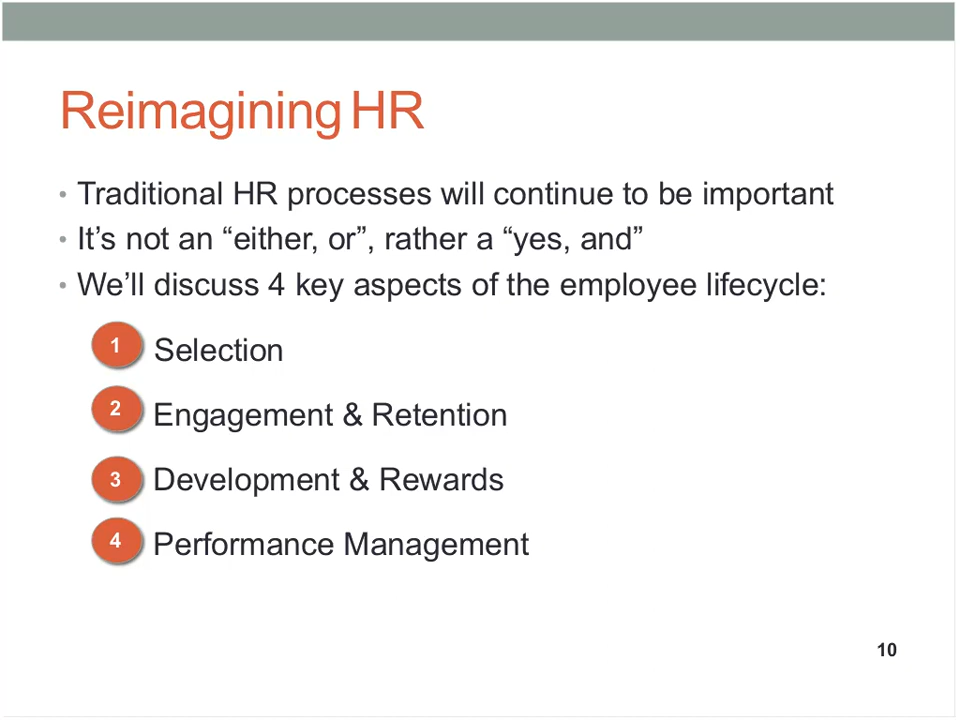 Reimagining HR
• Traditional HR processes will continue to be important
• It’s not an “either, or”, rather a “yes, and”
• We’ll discuss 4 key aspects of the employee lifecycle:
1 Selection
2 Engagement & Retention
3 Development & Rewards
4 Performance Management
10